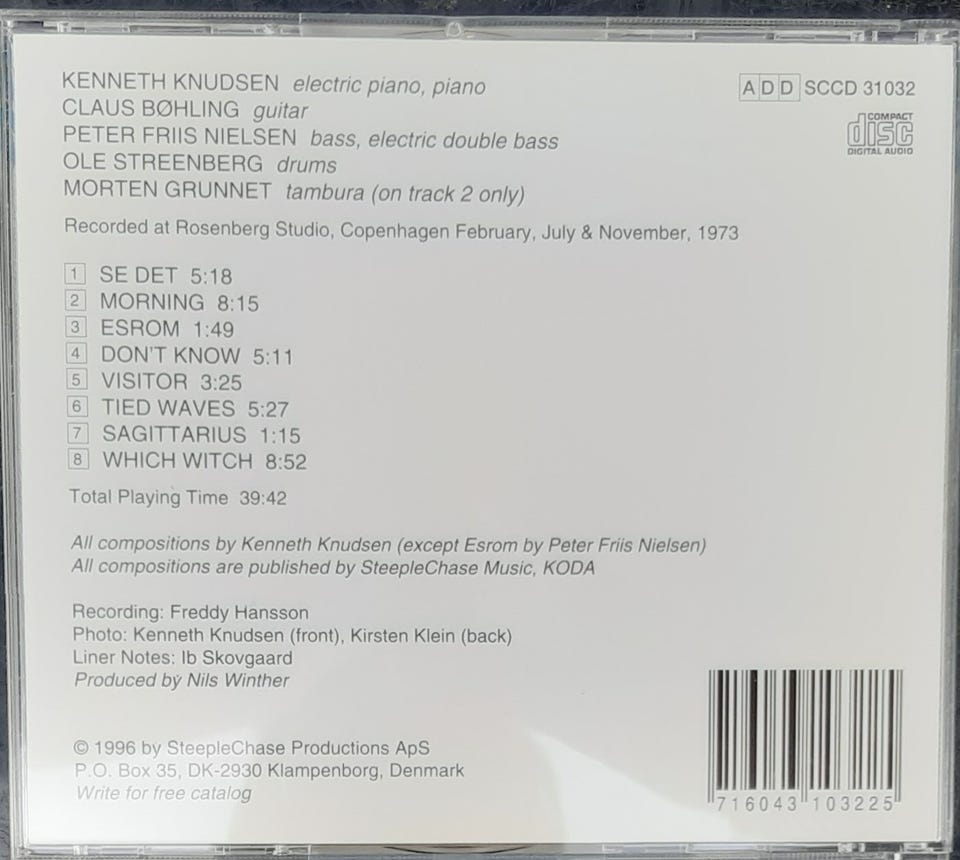 KENNETH KNUDSEN electric piano, piano
ADD SCCD 31032
CLAUS BØHLING guitar
COMPACT
disc
DIGITAL AUDIO
PETER FRIIS NIELSEN bass, electric double bass
OLE STREENBERG drums
MORTEN GRUNNET tambura (on track 2 only)
Recorded at Rosenberg Studio, Copenhagen February, July & November, 1973
1 SE DET 5:18
2 MORNING 8:15
3 ESROM 1:49
4 DON'T KNOW 5:11
5 VISITOR 3:25
6 TIED WAVES 5:27
7 SAGITTARIUS 1:15
8 WHICH WITCH 8:52
Total Playing Time 39:42
All compositions by Kenneth Knudsen (except Esrom by Peter Friis Nielsen)
All compositions are published by SteepleChase Music, KODA
Recording: Freddy Hansson
Photo: Kenneth Knudsen (front), Kirsten Klein (back)
Liner Notes: Ib Skovgaard
Produced by Nils Winther
© 1996 by SteepleChase Productions ApS
P.O. Box 35, DK-2930 Klampenborg, Denmark
Write for free catalog
716043 103225